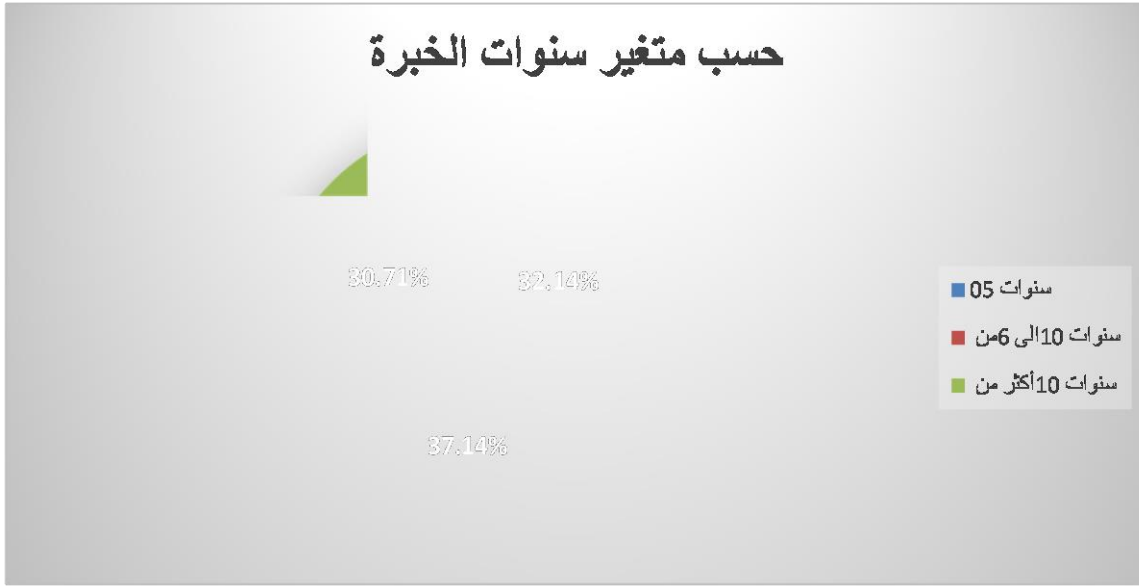 حسب متغير سنوات الخبرة
30.71%
32.14%
37.14%
سنوات 05
سنوات 10الى 6من
سنوات 10أكثر من